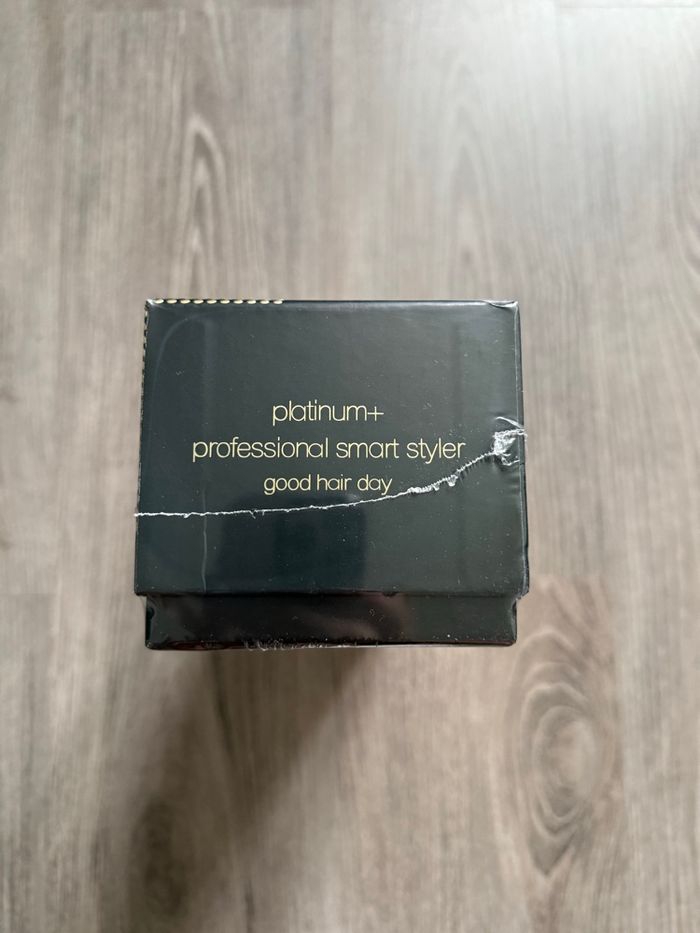 platinum+
professional smart styler
good hair day